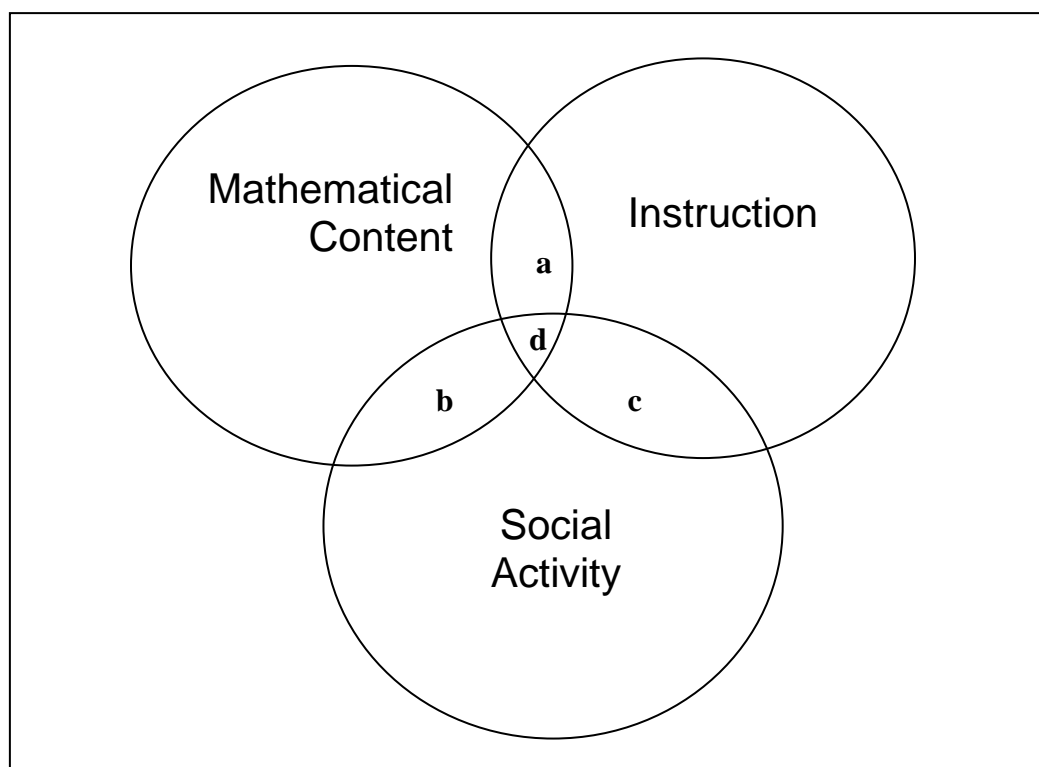 Mathematical
Content
Instruction
a
d
b
c
Social
Activity